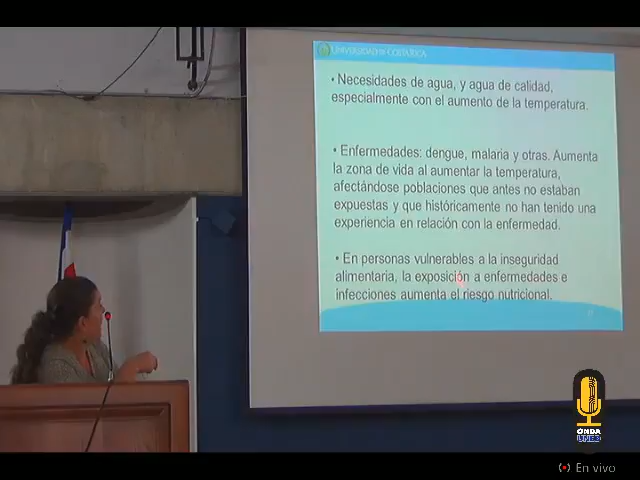 UNIVERSIDAD DE COSTA RICA
• Necesidades de agua, y agua de calidad,
especialmente con el aumento de la temperatura.
• Enfermedades: dengue, malaria y otras. Aumenta
la zona de vida al aumentar la temperatura,
afectándose poblaciones que antes no estaban
expuestas y que históricamente no han tenido una
experiencia en relación con la enfermedad.
• En personas vulnerables a la inseguridad
alimentaria, la exposición a enfermedades e
infecciones aumenta el riesgo nutricional.
ONDA
UNED
En vivo